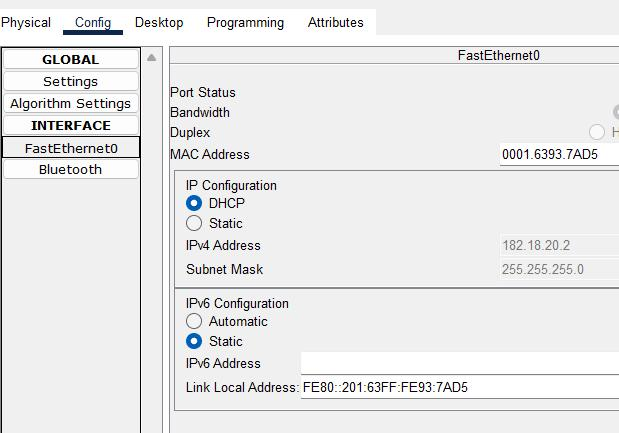 Physical Config Desktop Programming Attributes
GLOBAL
Settings
Algorithm Settings
INTERFACE
FastEthernet0
Bluetooth
FastEthernet0
Port Status
Bandwidth
Duplex
MAC Address 0001.6393.7AD5
IP Configuration
DHCP
Static
IPv4 Address 182.18.20.2
Subnet Mask 255.255.255.0
IPv6 Configuration
Automatic
Static
IPv6 Address
Link Local Address: FE80::201:63FF:FE93:7AD5